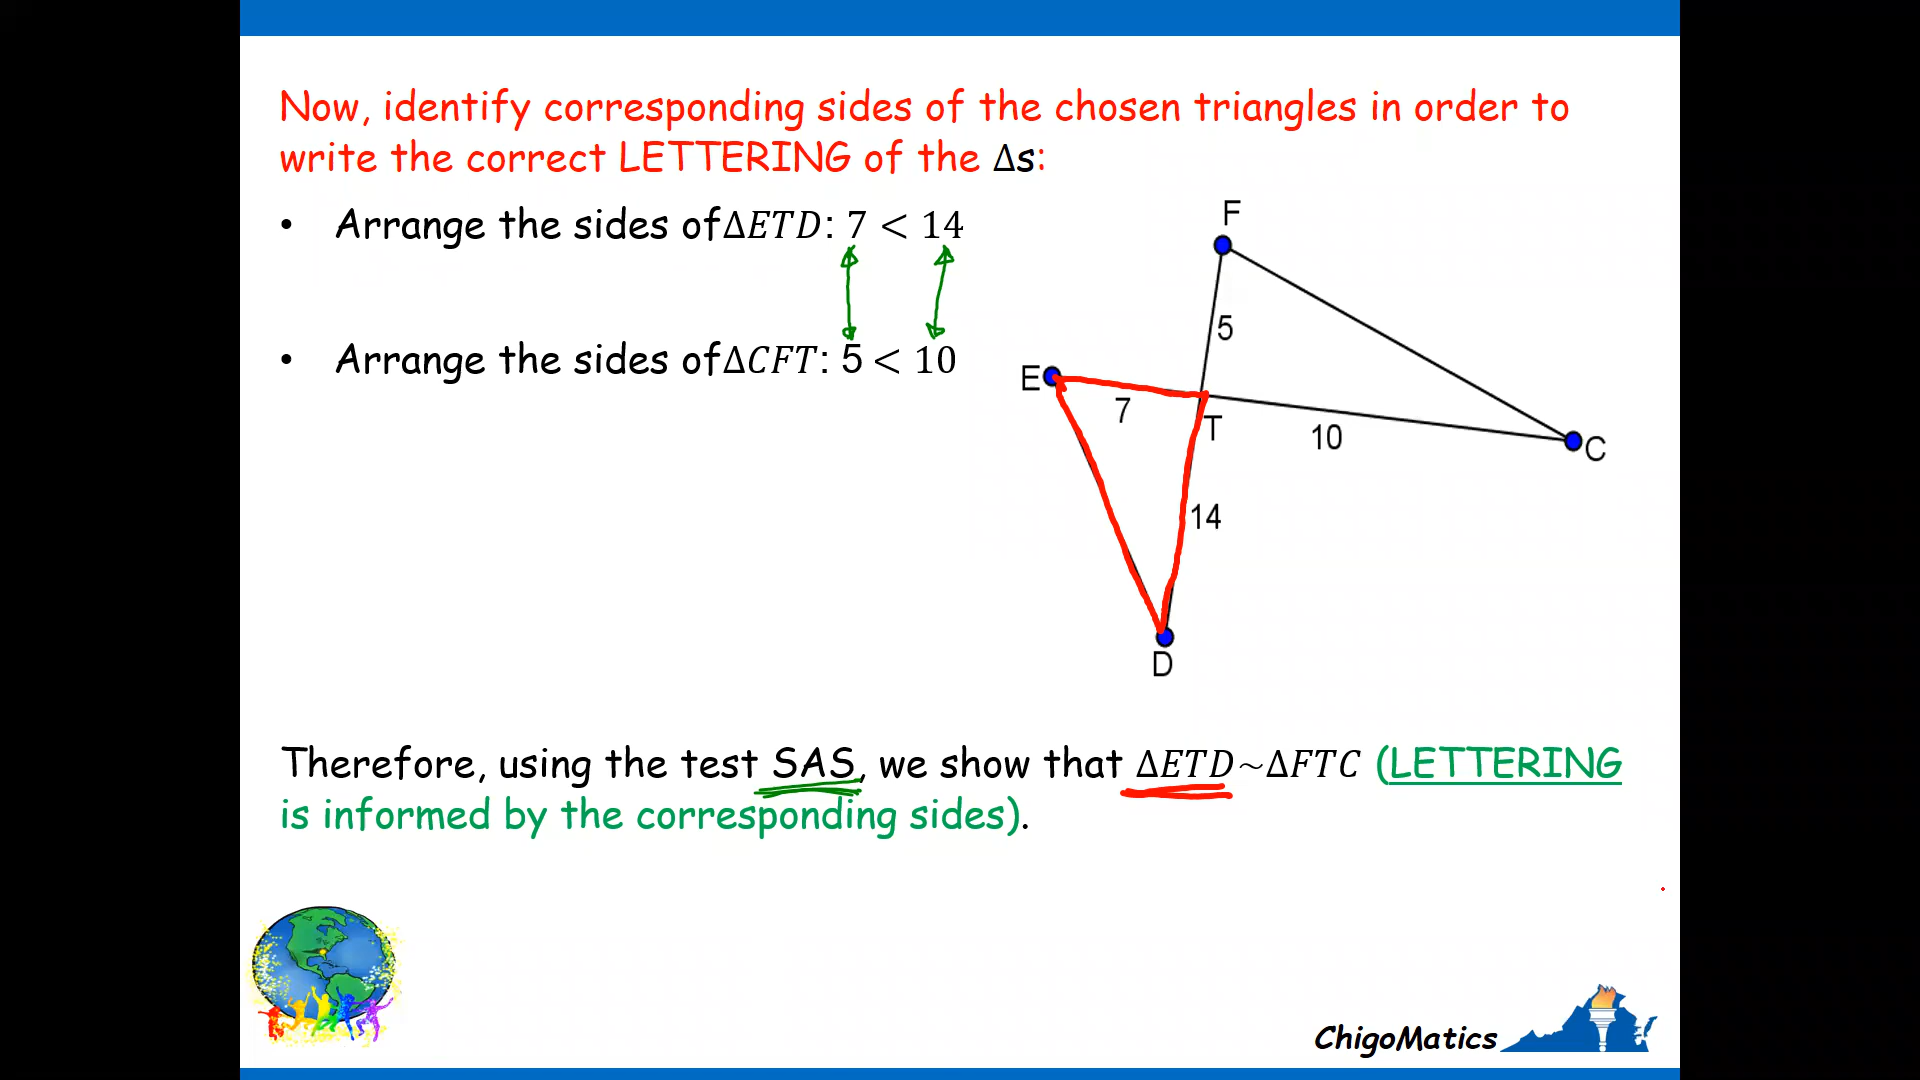 Now, identify corresponding sides of the chosen triangles in order to
write the correct LETTERING of the Δs:
• Arrange the sides of ΔETD: 7 < 14
• Arrange the sides of ΔCFT: 5 < 10
F
5
E
7
T
10
C
14
D
Therefore, using the test SAS, we show that ΔETD~ΔFTC (LETTERING
is informed by the corresponding sides).
ChigoMatics